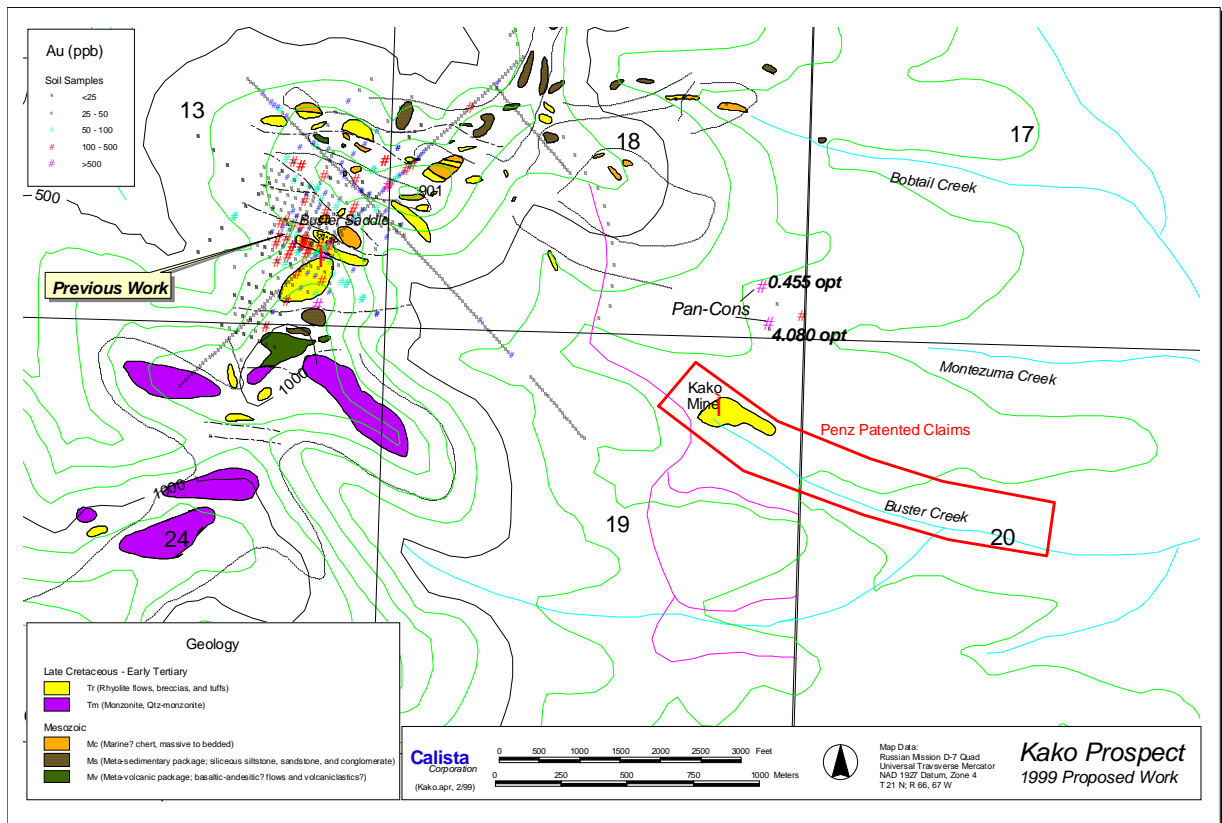 Au (ppb)
Soil Samples
<25
25 - 50
50 - 100
100 - 500
>500
13
18
17
500
901
Buster Saddle
Bobtail Creek
Previous Work
0.455 opt
Pan-Cons
4.080 opt
Montezuma Creek
1000
Kako
Mine
Penz Patented Claims
1000
Buster Creek
19
20
24
Geology
Late Cretaceous - Early Tertiary
Tr (Rhyolite flows, breccias, and tuffs)
Tm (Monzonite, Qtz-monzonite)
Mesozoic
Mc (Marine? chert, massive to bedded)
Ms (Meta-sedimentary package; siliceous siltstone, sandstone, and conglomerate)
Mv (Meta-volcanic package; basaltic-andesitic? flows and volcaniclastics?)
Calista
Corporation
(Kako.apr, 2/99)
0 500 1000 1500 2000 3000 Feet
0 250 500 750 1000 Meters
Map Data:
Russian Mission D-7 Quad
Universal Travsverse Mercator
NAD 1927 Datum, Zone 4
T 21 N; R 66, 67 W
Kako Prospect
1999 Proposed Work